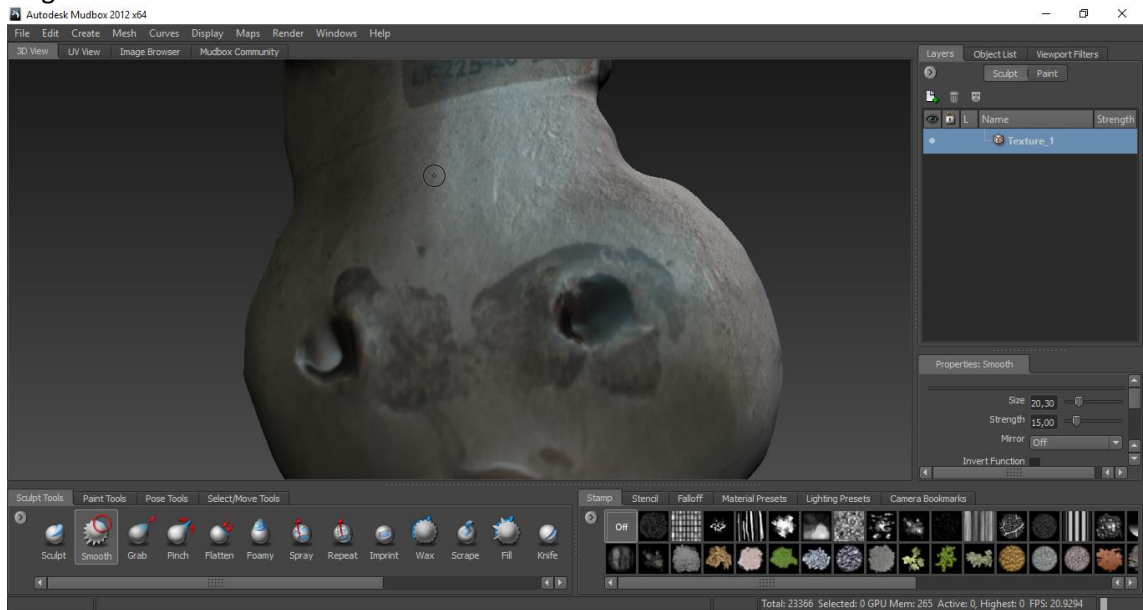 Autodesk Mudbox 2012 x64
File Edit Create Mesh Curves Display Maps Render Windows Help
3D View UV View Image Browser Mudbox Community
Layers Object List Viewport Filters
Sculpt Paint
L Name Strength
Texture_1
Properties: Smooth
Size 20,30
Strength 15,00
Mirror Off
Invert Function
Sculpt Tools Paint Tools Pose Tools Select/Move Tools
Sculpt Smooth Grab Pinch Flatten Foamy Spray Repeat Imprint Wax Scrape Fill Knife
Stamp Stencil Falloff Material Presets Lighting Presets Camera Bookmarks
Off
Total: 23366 Selected: 0 GPU Mem: 265 Active: 0, Highest: 0 FPS: 20.9294